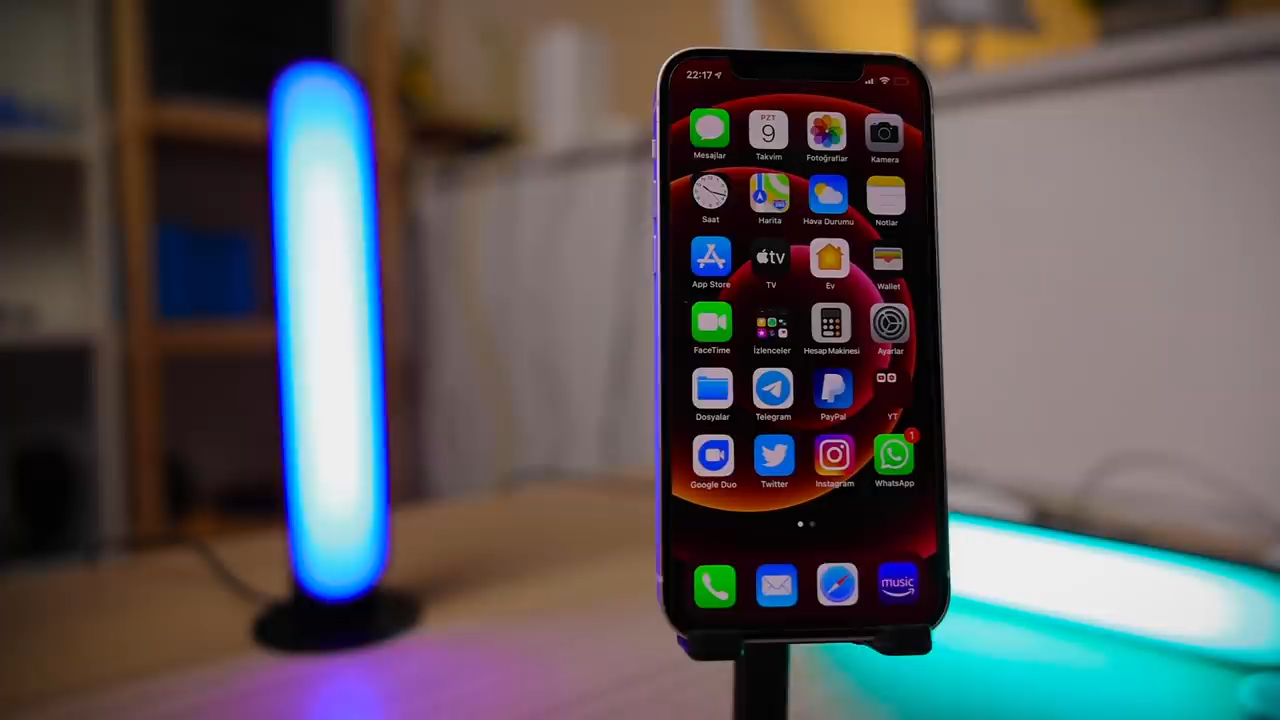 22:17
PZT
9
Mesajlar
Takvim
Fotoğraflar
Kamera
Saat
Harita
Hava Durumu
Notlar
tv
App Store
TV
Ev
Wallet
FaceTime
İzlenceler
Hesap Makinesi
Ayarlar
Dosyalar
Telegram
PayPal
YT
1
Google Duo
Twitter
Instagram
WhatsApp
music